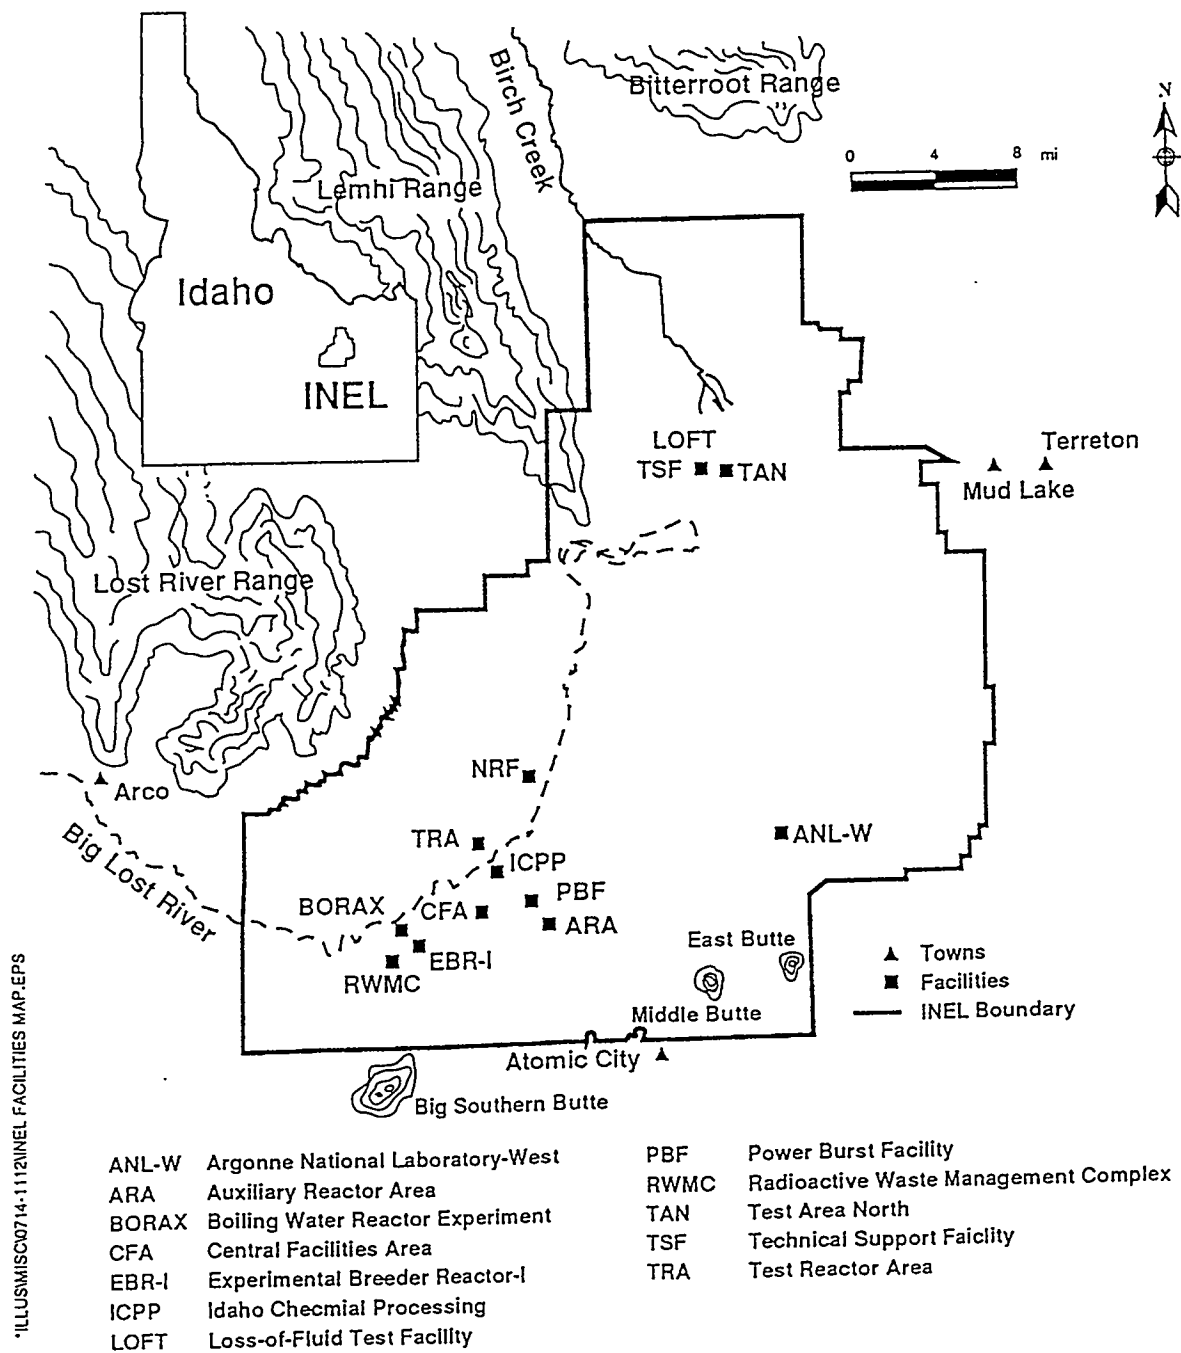 Birch Creek
Bitterroot Range
N
0 4 8 mi
Lemhi Range
Idaho
INEL
LOFT
TSF TAN
Terreton
Mud Lake
Lost River Range
NRF
Arco
TRA
ANL-W
Big Lost River
ICPP
PBF
BORAX
CFA
ARA
EBR-I
RWMC
East Butte
Middle Butte
Towns
Facilities
INEL Boundary
Atomic City
Big Southern Butte
*ILLUS\MISC\0714-1112\INEL FACILITIES MAP.EPS
ANL-W Argonne National Laboratory-West
ARA Auxiliary Reactor Area
BORAX Boiling Water Reactor Experiment
CFA Central Facilities Area
EBR-I Experimental Breeder Reactor-I
ICPP Idaho Checmial Processing
LOFT Loss-of-Fluid Test Facility
PBF Power Burst Facility
RWMC Radioactive Waste Management Complex
TAN Test Area North
TSF Technical Support Faiclity
TRA Test Reactor Area